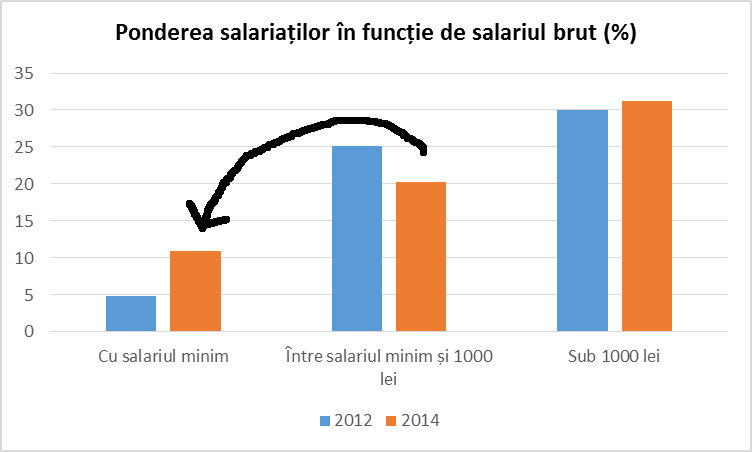 Ponderea salariaților în funcție de salariul brut (%)
35
30
25
20
15
10
5
0
Cu salariul minim
Între salariul minim și 1000
lei
Sub 1000 lei
2012 2014